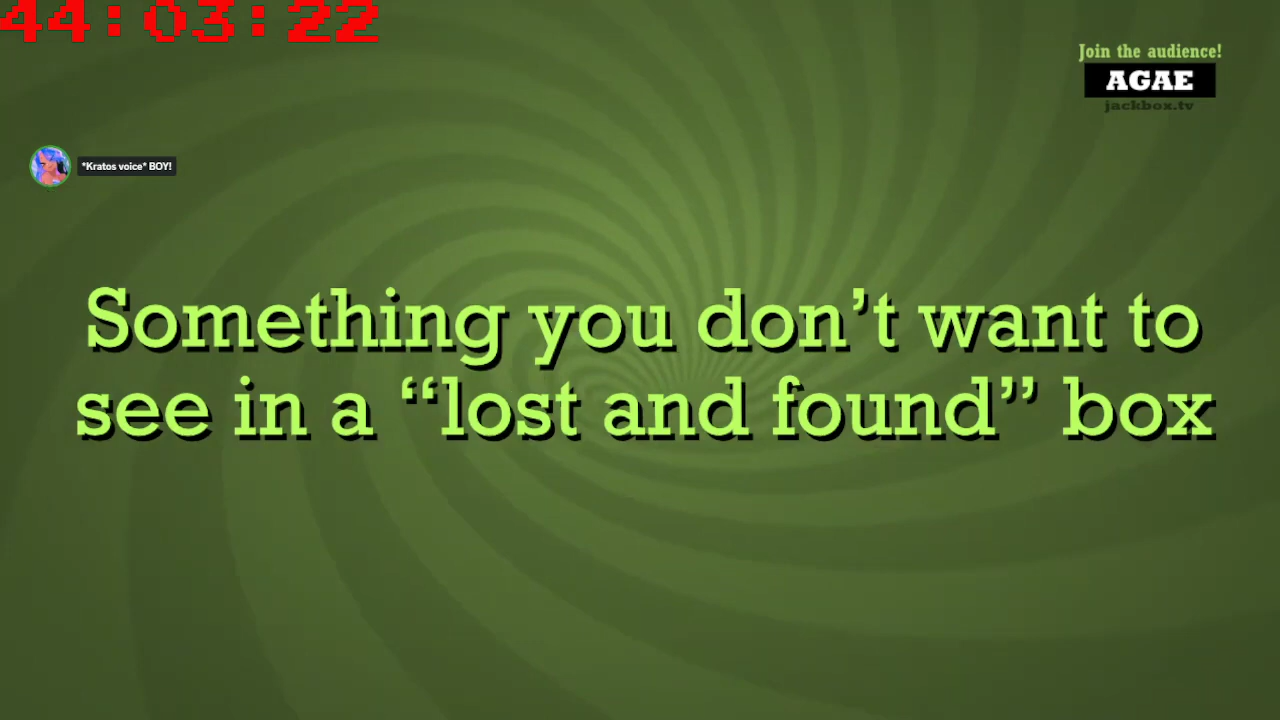 44:03:22
Join the audience!
AGAE
jackbox.tv
*Kratos voice* BOY!
Something you don’t want to
see in a “lost and found” box